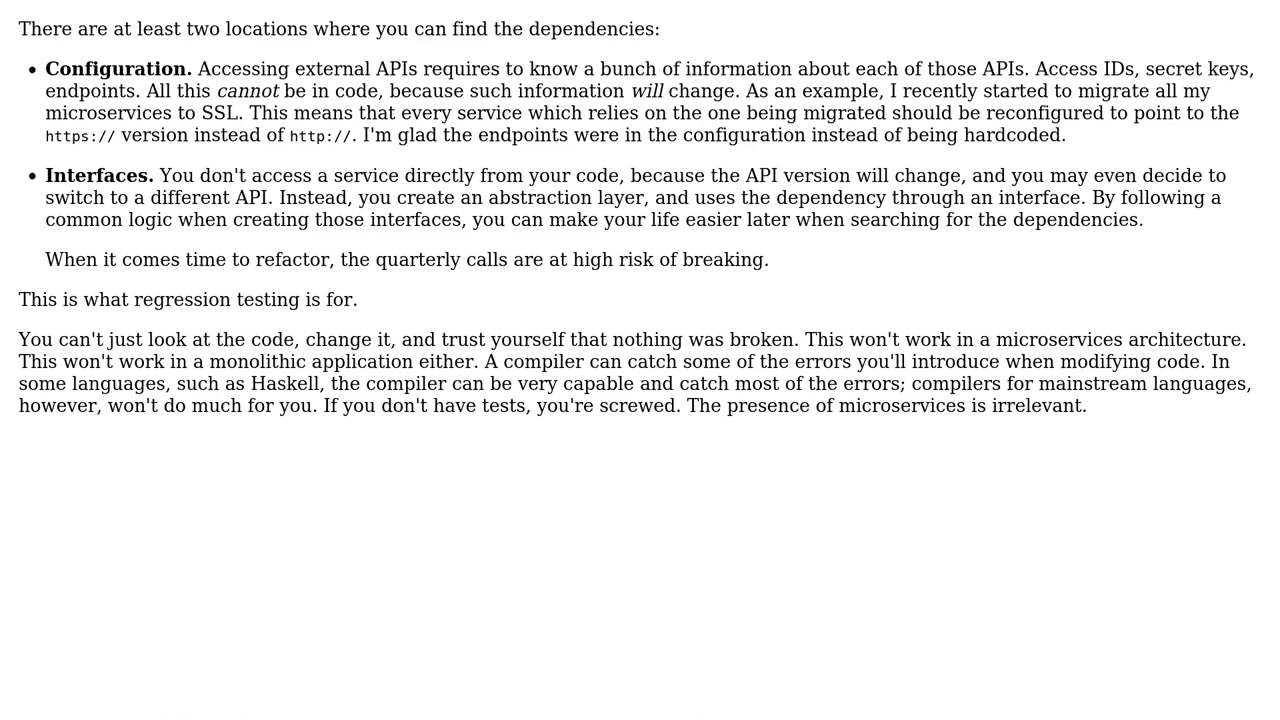 There are at least two locations where you can find the dependencies:
• Configuration. Accessing external APIs requires to know a bunch of information about each of those APIs. Access IDs, secret keys,
endpoints. All this cannot be in code, because such information will change. As an example, I recently started to migrate all my
microservices to SSL. This means that every service which relies on the one being migrated should be reconfigured to point to the
https:// version instead of http://. I'm glad the endpoints were in the configuration instead of being hardcoded.
• Interfaces. You don't access a service directly from your code, because the API version will change, and you may even decide to
switch to a different API. Instead, you create an abstraction layer, and uses the dependency through an interface. By following a
common logic when creating those interfaces, you can make your life easier later when searching for the dependencies.
When it comes time to refactor, the quarterly calls are at high risk of breaking.
This is what regression testing is for.
You can't just look at the code, change it, and trust yourself that nothing was broken. This won't work in a microservices architecture.
This won't work in a monolithic application either. A compiler can catch some of the errors you'll introduce when modifying code. In
some languages, such as Haskell, the compiler can be very capable and catch most of the errors; compilers for mainstream languages,
however, won't do much for you. If you don't have tests, you're screwed. The presence of microservices is irrelevant.